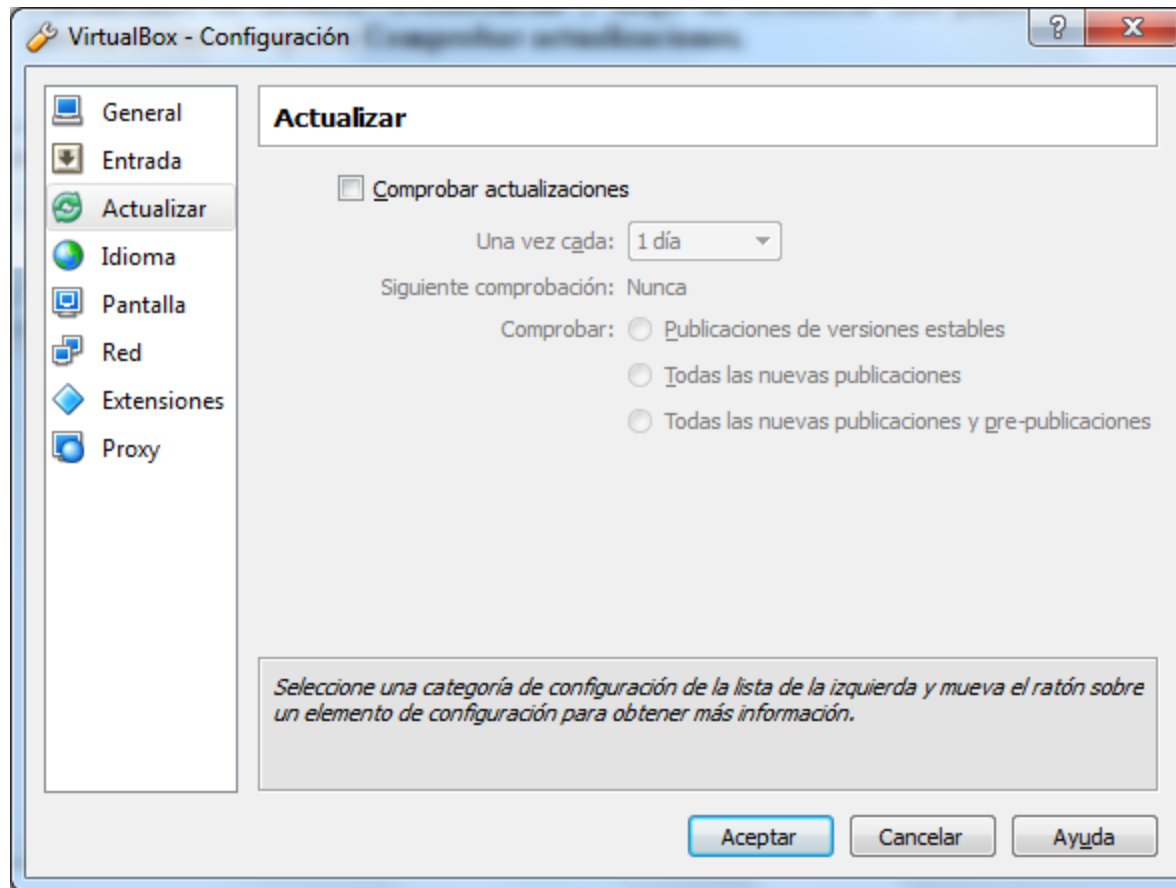 VirtualBox - Configuración
Comprobar actualizaciones.
General
Entrada
Actualizar
Idioma
Pantalla
Red
Extensiones
Proxy
Actualizar
Comprobar actualizaciones
Una vez cada: 1 día
Siguiente comprobación: Nunca
Comprobar: Publicaciones de versiones estables
Todas las nuevas publicaciones
Todas las nuevas publicaciones y pre-publicaciones
Seleccione una categoría de configuración de la lista de la izquierda y mueva el ratón sobre
un elemento de configuración para obtener más información.
Aceptar Cancelar Ayuda